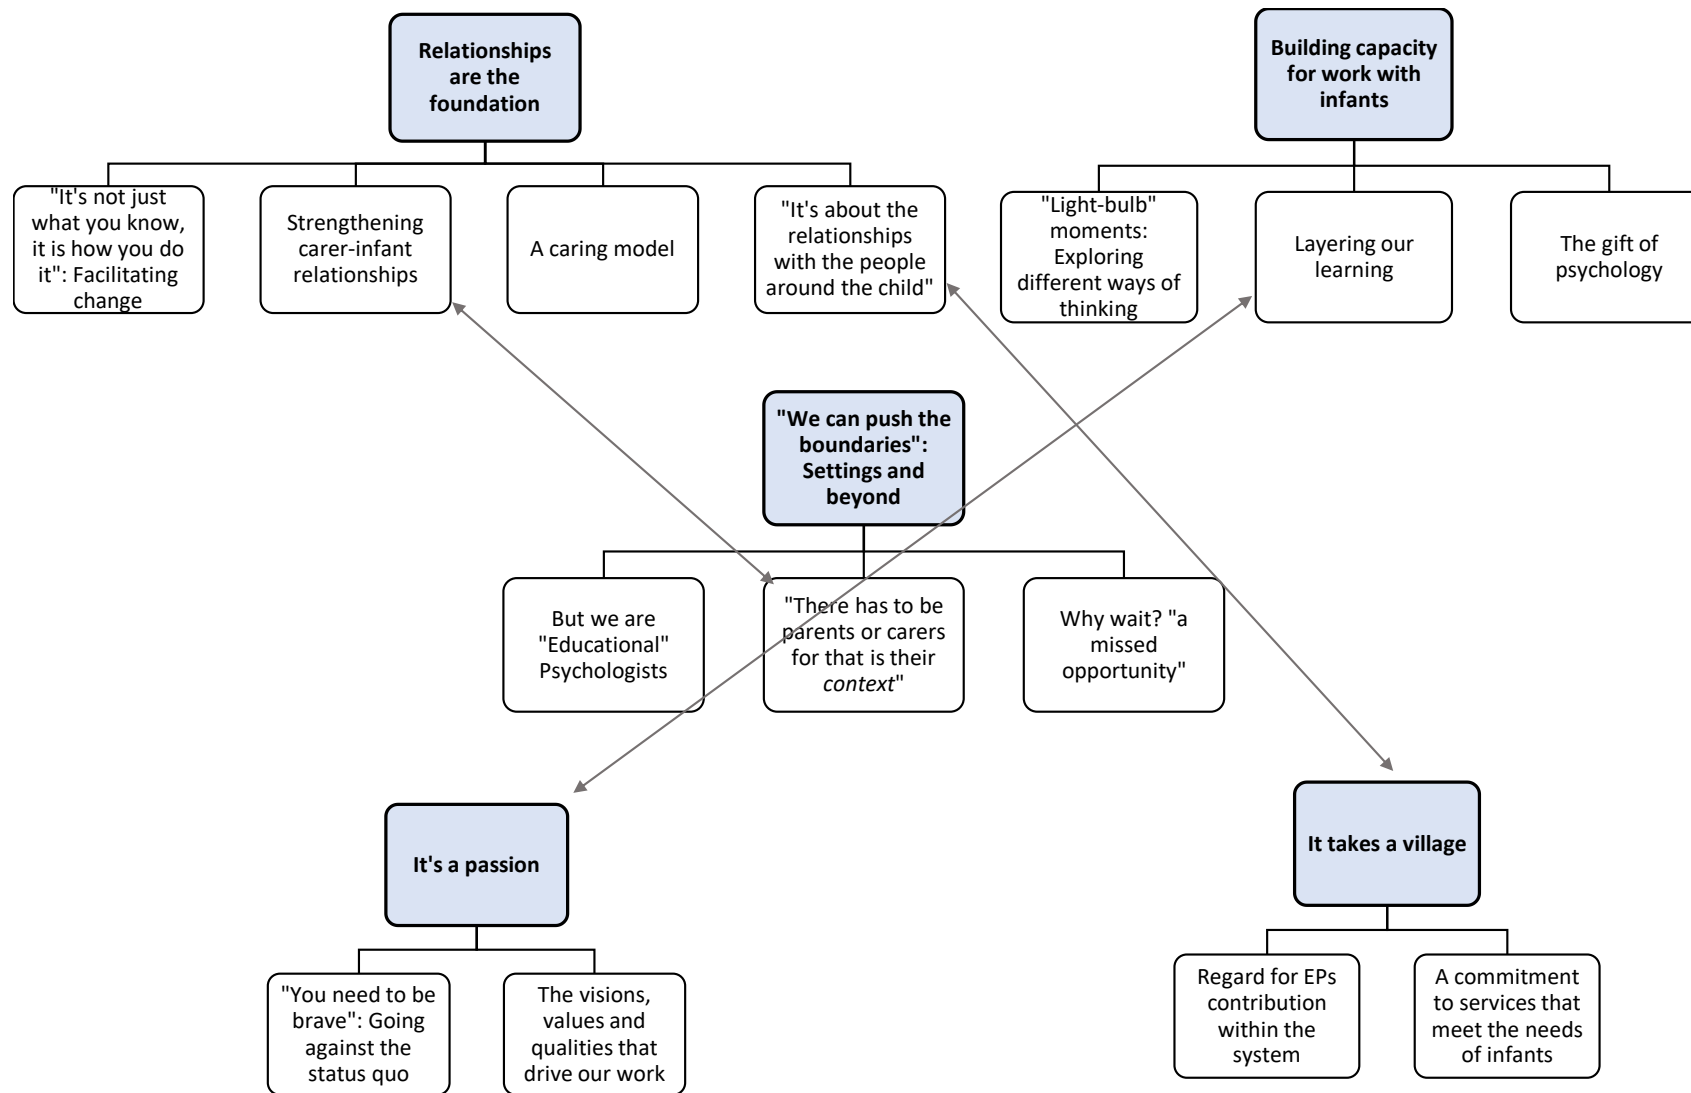 Relationships
are the
foundation
Building capacity
for work with
infants
"It's not just
what you know,
it is how you do
it": Facilitating
change
Strengthening
carer-infant
relationships
A caring model
"It's about the
relationships
with the people
around the child"
"Light-bulb"
moments:
Exploring
different ways of
thinking
Layering our
learning
The gift of
psychology
"We can push the
boundaries":
Settings and
beyond
But we are
"Educational"
Psychologists
"There has to be
parents or carers
for that is their
context"
Why wait? "a
missed
opportunity"
It's a passion
It takes a village
"You need to be
brave": Going
against the
status quo
The visions,
values and
qualities that
drive our work
Regard for EPs
contribution
within the
system
A commitment
to services that
meet the needs
of infants